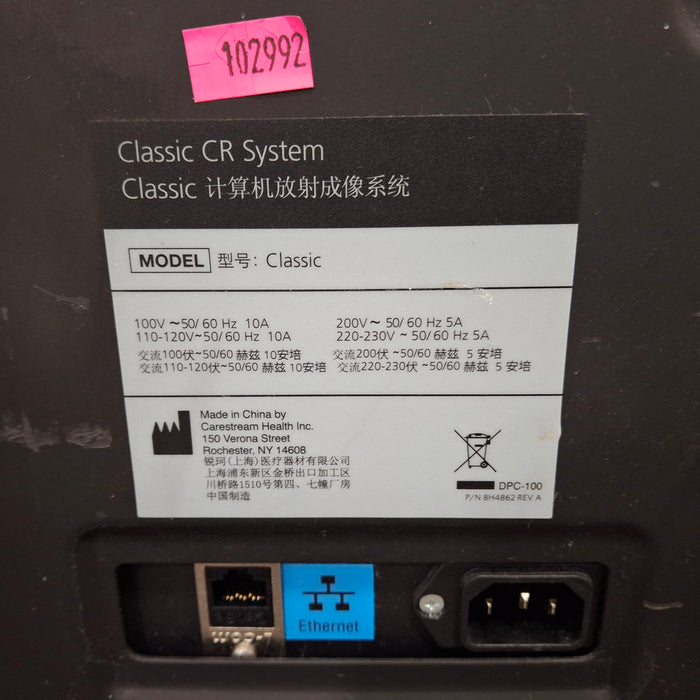 102992
Classic CR System
Classic 计算机放射成像系统
MODEL 型号: Classic
100V ~50/60 Hz 10A
110-120V~50/60 Hz 10A
交流100伏~50/60 赫兹 10安培
交流110-120伏~50/60 赫兹 10安培
200V~ 50/60 Hz 5A
220-230V ~ 50/60 Hz 5A
交流200伏 ~50/60 赫兹 5 安培
交流220-230伏 ~50/60 赫兹 5 安培
Made in China by
Carestream Health Inc.
150 Verona Street
Rochester, NY 14608
锐珂(上海)医疗器材有限公司
上海浦东新区金桥出口加工区
川桥路1510号第四、七幢厂房
中国制造
DPC-100
P/N 8H4862 REV A
Ethernet